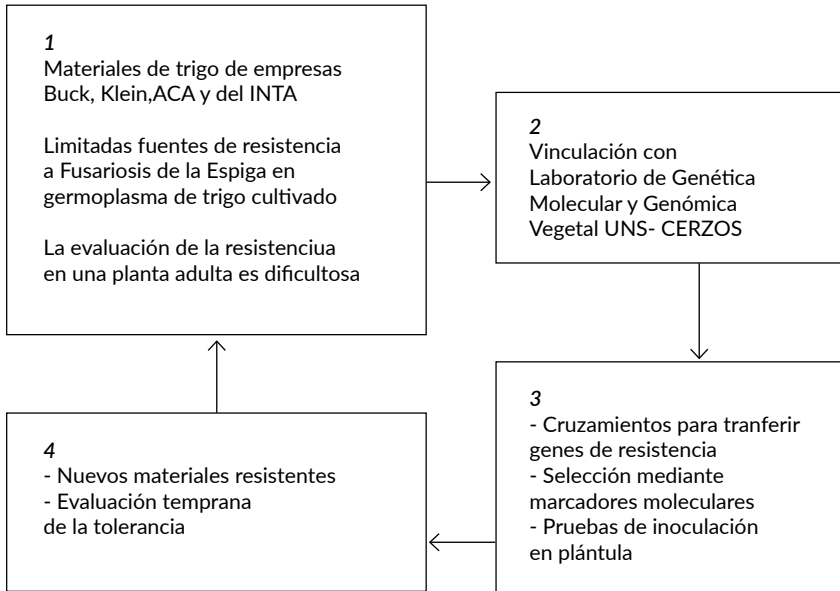 1
Materiales de trigo de empresas
Buck, Klein,ACA y del INTA
Limitadas fuentes de resistencia
a Fusariosis de la Espiga en
germoplasma de trigo cultivado
La evaluación de la resistenciua
en una planta adulta es dificultosa
2
Vinculación con
Laboratorio de Genética
Molecular y Genómica
Vegetal UNS- CERZOS
3
- Cruzamientos para tranferir
genes de resistencia
- Selección mediante
marcadores moleculares
- Pruebas de inoculación
en plántula
4
- Nuevos materiales resistentes
- Evaluación temprana
de la tolerancia